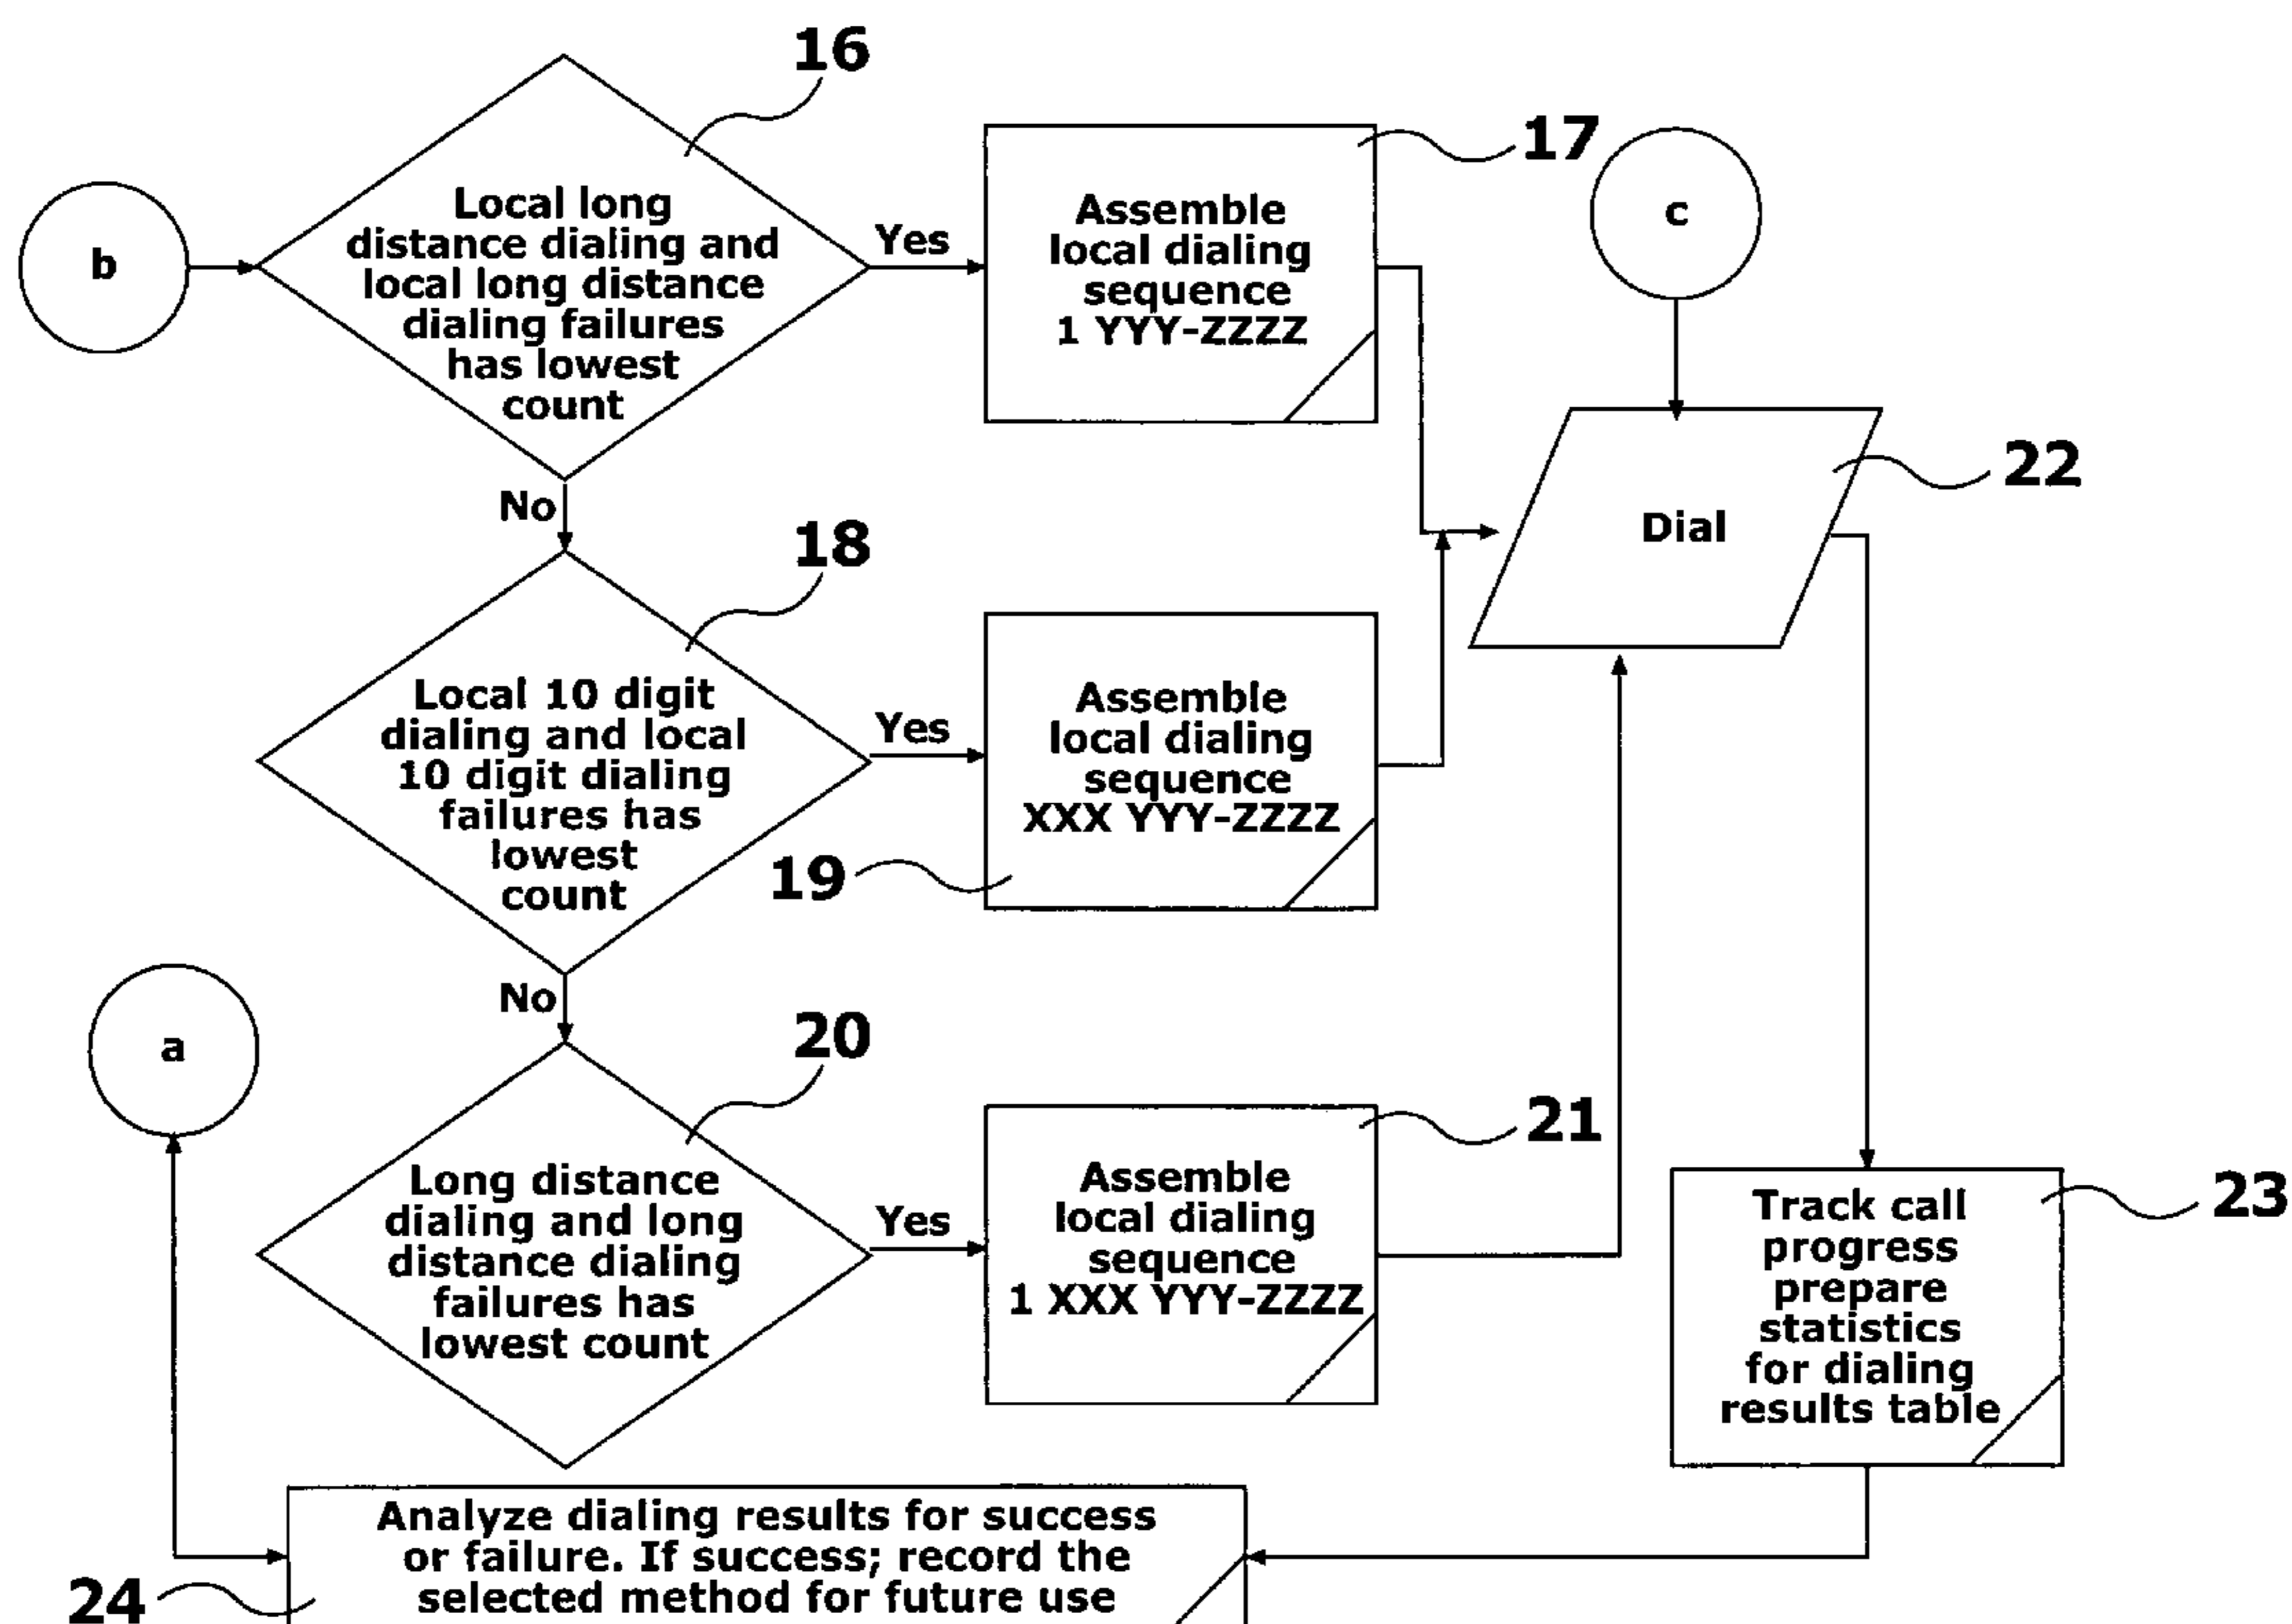 16
b
Local long
distance dialing and
local long distance
dialing failures
has lowest
count
Yes
No
17
Assemble
local dialing
sequence
1 YYY-ZZZZ
c
22
Dial
18
Local 10 digit
dialing and local
10 digit dialing
failures has
lowest
count
Yes
No
Assemble
local dialing
sequence
XXX YYY-ZZZZ
19
a
20
Long distance
dialing and long
distance dialing
failures has
lowest count
Yes
21
Assemble
local dialing
sequence
1 XXX YYY-ZZZZ
23
Track call
progress
prepare
statistics
for dialing
results table
Analyze dialing results for success
or failure. If success; record the
selected method for future use
24